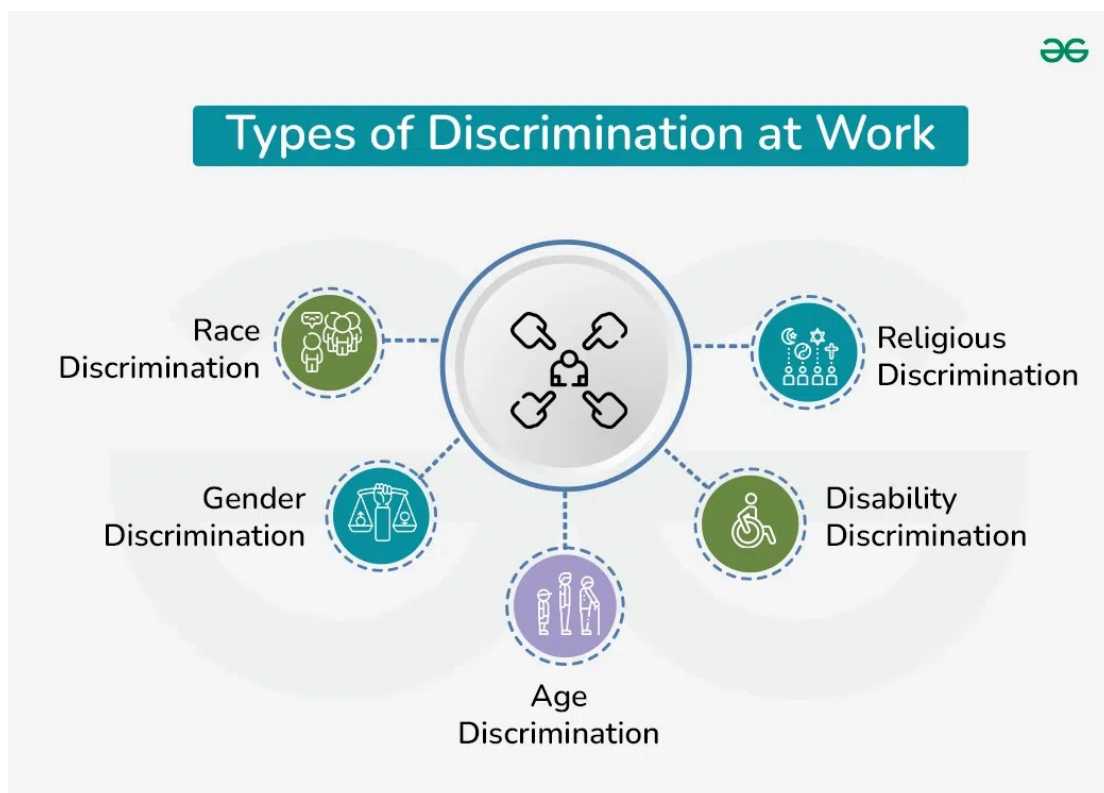 Types of Discrimination at Work
Race
Discrimination
Religious
Discrimination
Gender
Discrimination
Disability
Discrimination
Age
Discrimination